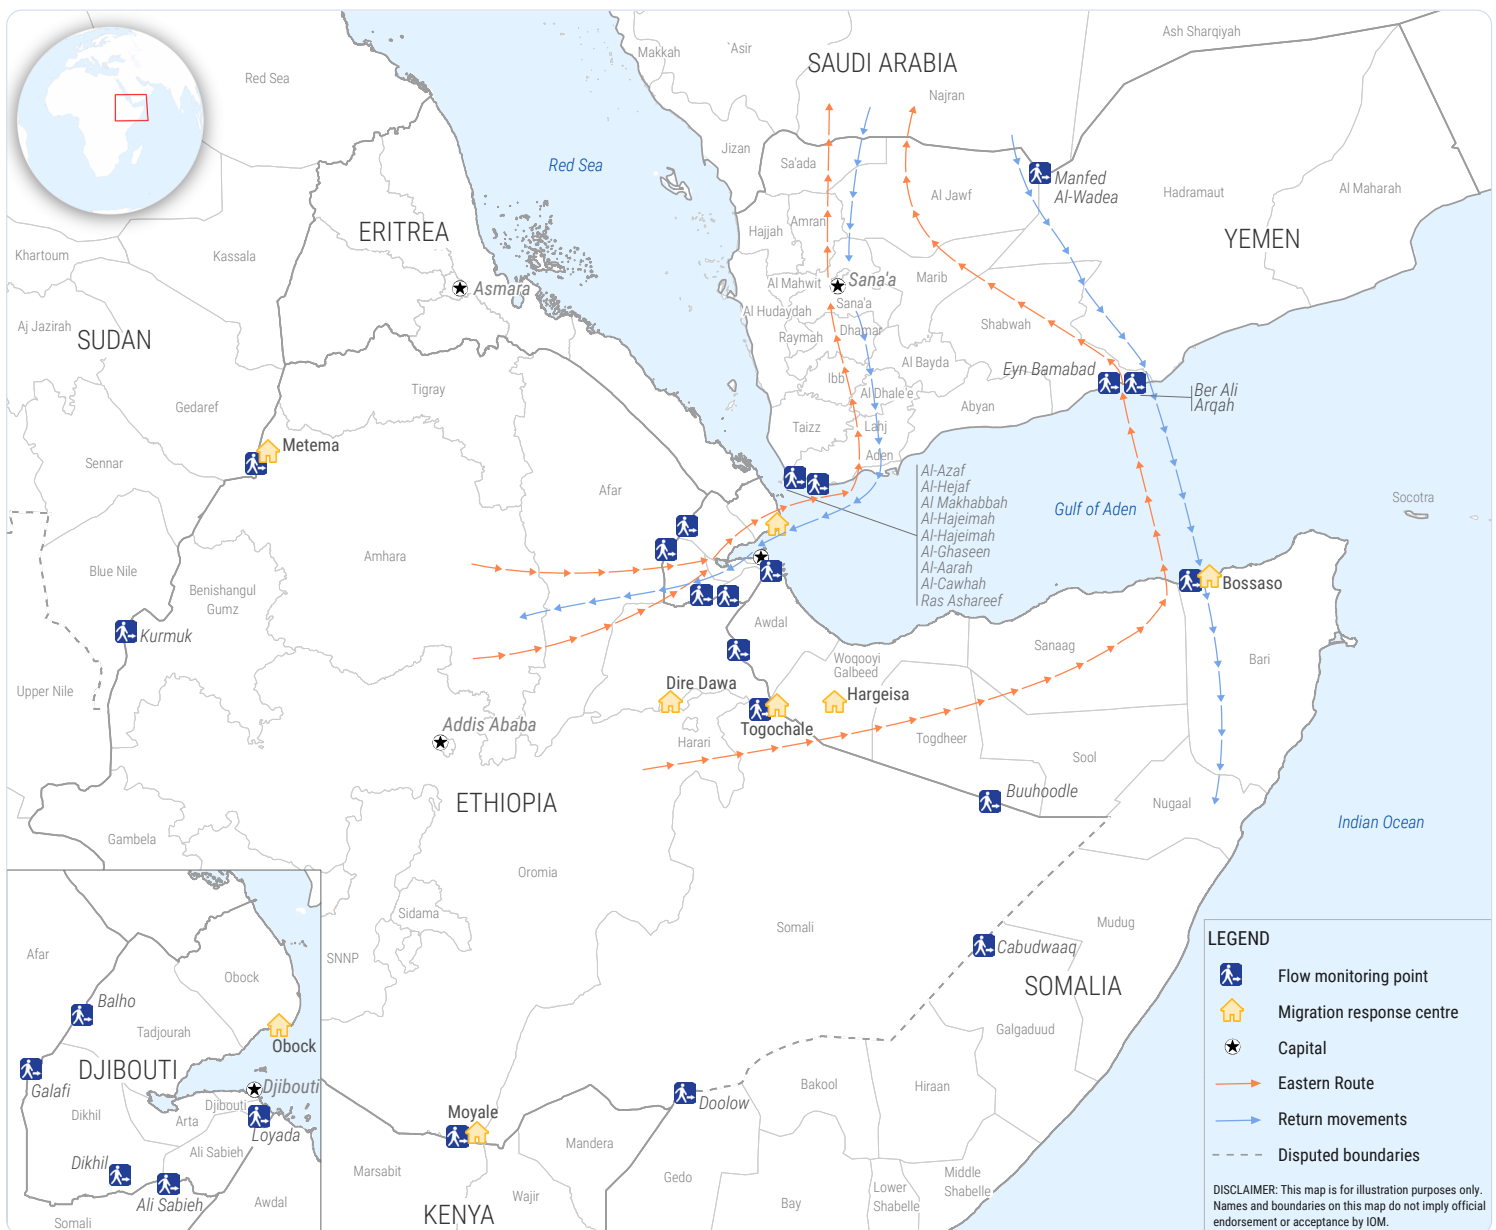 Red Sea
Makkah
`Asir
SAUDI ARABIA
Ash Sharqiyah
Najran
Red Sea
Jizan
Sa'ada
Manfed
Al-Wadea
Al Jawf
Hadramaut
Al Maharah
ERITREA
Amran
Hajjah
YEMEN
Khartoum
Kassala
Asmara
Al Mahwit
Sana'a
Marib
Sana'a
Al Hudaydah
Aj Jazirah
SUDAN
Raymah
Dhamar
Shabwah
Al Bayda
Eyn Bamabad
Ibb
Al Dhale'e
Ber Ali
Arqah
Tigray
Gedaref
Abyan
Taizz
Lahj
Metema
Aden
Sennar
Afar
Al-Azaf
Al-Hejaf
Al Makhabbah
Al-Hajeimah
Al-Hajeimah
Al-Ghaseen
Al-Aarah
Al-Cawhah
Ras Ashareef
Gulf of Aden
Socotra
Amhara
Blue Nile
Benishangul
Gumz
Bossaso
Kurmuk
Awdal
Sanaag
Woqooyi
Galbeed
Bari
Upper Nile
Dire Dawa
Hargeisa
Addis Ababa
Togochale
Harari
Togdheer
Sool
ETHIOPIA
Buuhoodle
Nugaal
Indian Ocean
Gambela
Oromia
Sidama
Somali
Mudug
SNNP
Cabudwaaq
SOMALIA
Galgaduud
Bakool
Hiraan
Doolow
Moyale
Mandera
Marsabit
Wajir
Gedo
Bay
Lower
Shabelle
Middle
Shabelle
KENYA
Afar
Obock
Balho
Tadjourah
Obock
DJIBOUTI
Galafi
Djibouti
Dikhil
Djibouti
Arta
Loyada
Ali Sabieh
Dikhil
Ali Sabieh
Awdal
Somali
LEGEND
Flow monitoring point
Migration response centre
Capital
Eastern Route
Return movements
Disputed boundaries
DISCLAIMER: This map is for illustration purposes only.
Names and boundaries on this map do not imply official
endorsement or acceptance by IOM.